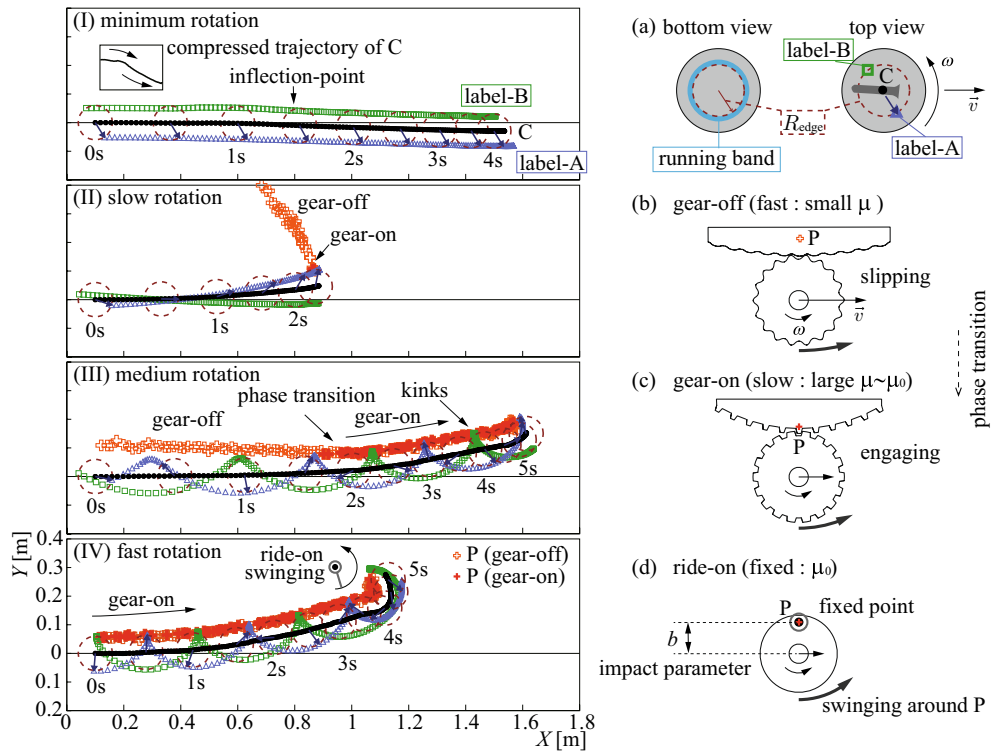 (I) minimum rotation
compressed trajectory of C
inflection-point
label-B
C
label-A
0s
1s
2s
3s
4s
(II) slow rotation
gear-off
gear-on
0s
1s
2s
(III) medium rotation
kinks
phase transition
gear-on
gear-off
0s
1s
2s
3s
4s
5s
Y [m]
0.4
0.3
0.2
0.1
0
0.1
0.2
(IV) fast rotation
ride-on
swinging
P (gear-off)
P (gear-on)
gear-on
0s
1s
2s
3s
4s
5s
0 0.2 0.4 0.6 0.8 1 1.2 1.4 1.6 1.8
X [m]
(a) bottom view top view
label-B
C
ω
v⃗
R_edge
label-A
running band
(b) gear-off (fast : small μ )
P
slipping
ω
v⃗
phase transition
(c) gear-on (slow : large μ~μ₀)
P
engaging
(d) ride-on (fixed : μ₀)
P
fixed point
b
impact parameter
swinging around P